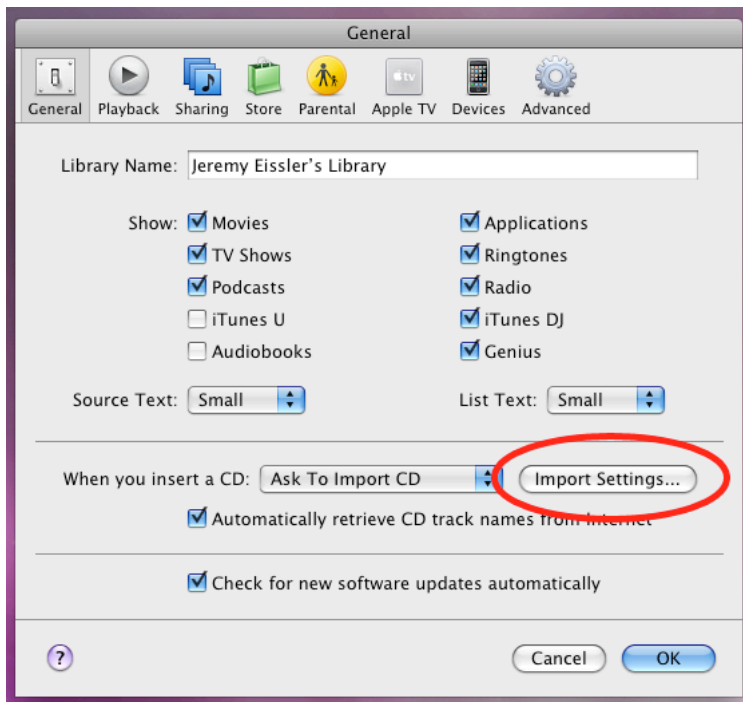 General
General Playback Sharing Store Parental Apple TV Devices Advanced
Library Name: Jeremy Eissler's Library
Show: Movies Applications
TV Shows Ringtones
Podcasts Radio
iTunes U iTunes DJ
Audiobooks Genius
Source Text: Small List Text: Small
When you insert a CD: Ask To Import CD Import Settings...
Automatically retrieve CD track names from Internet
Check for new software updates automatically
? Cancel OK